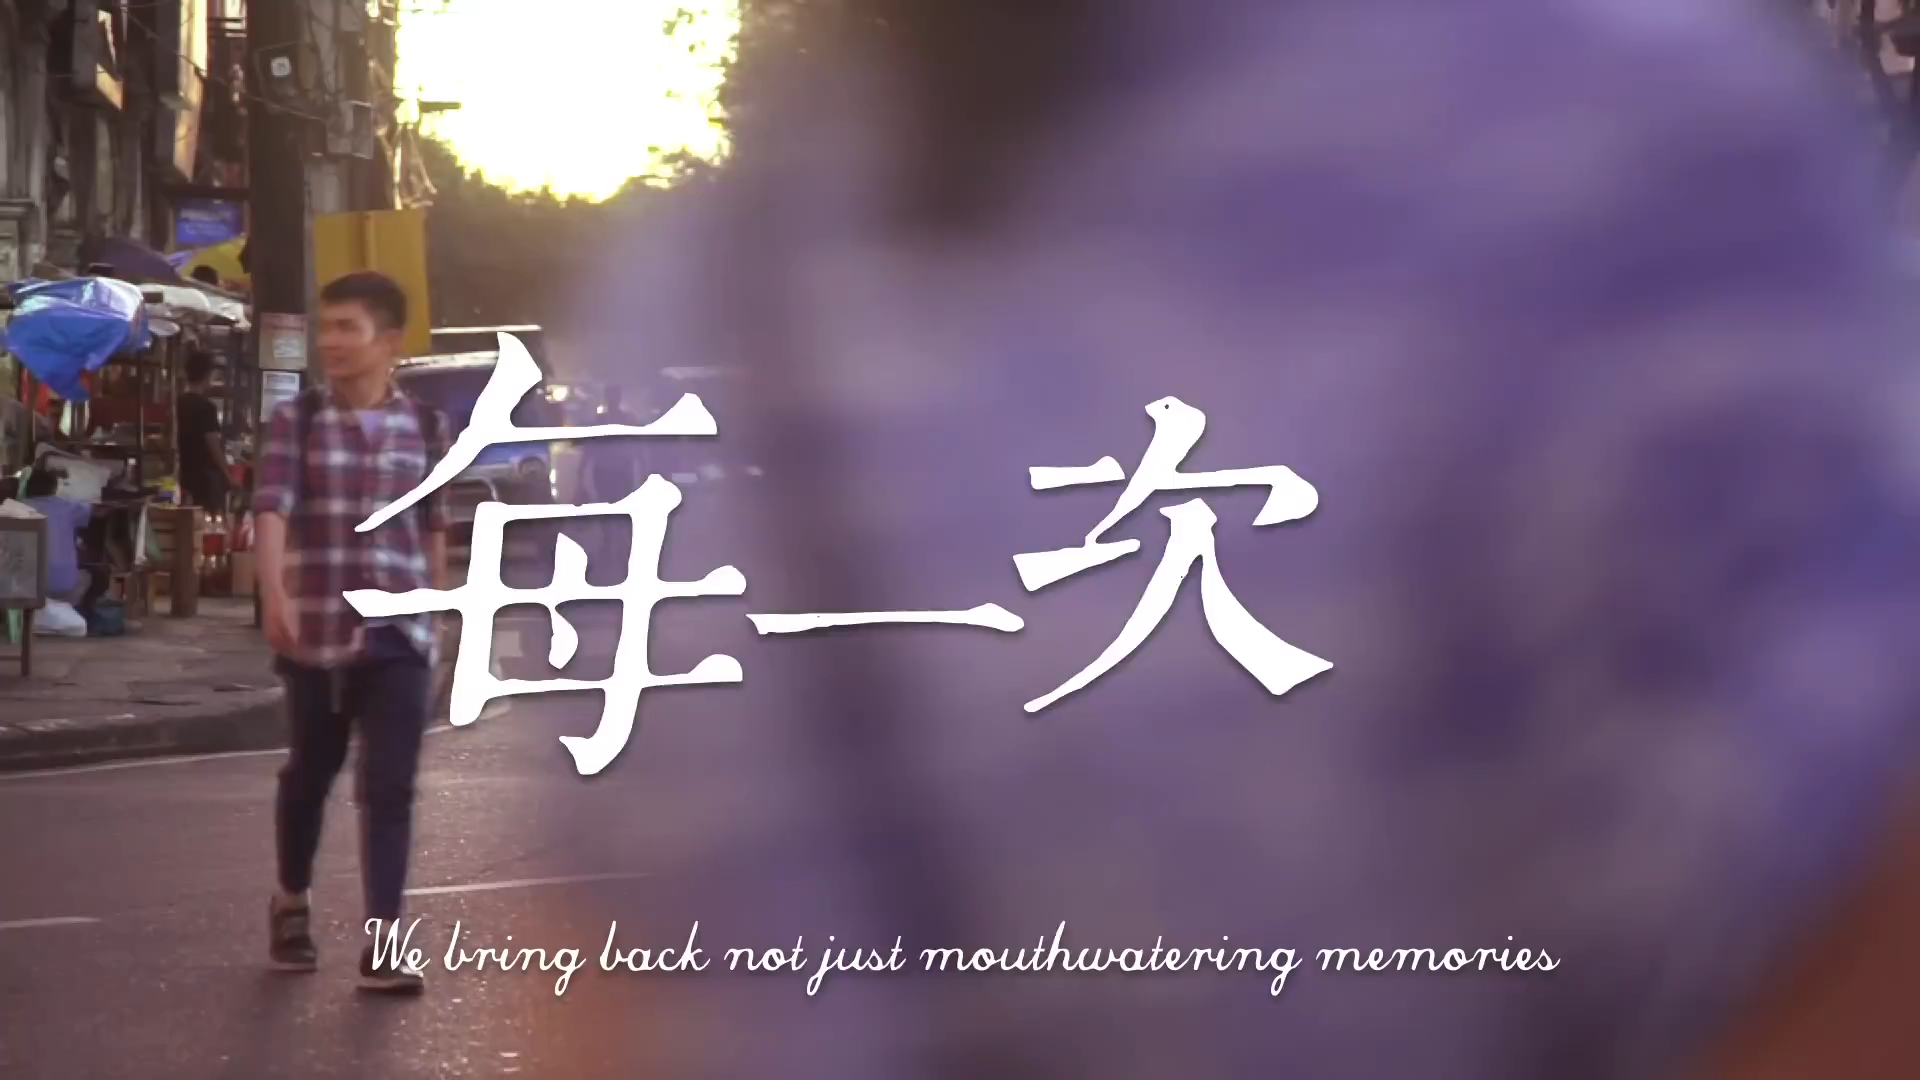 每一次
We bring back not just mouthwatering memories